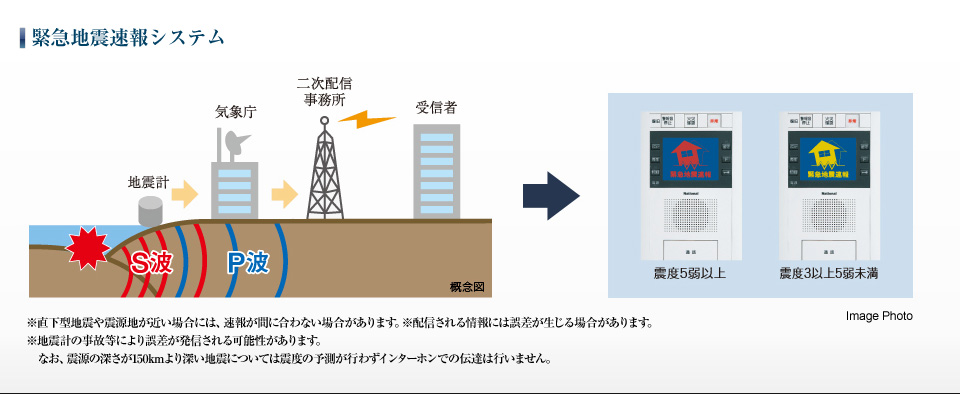 緊急地震速報システム
二次配信
事務所
気象庁
受信者
地震計
S波
P波
概念図
緊急地震速報
National
通話
震度5弱以上
緊急地震速報
National
通話
震度3以上5弱未満
Image Photo
※直下型地震や震源地が近い場合には、速報が間に合わない場合があります。※配信される情報には誤差が生じる場合があります。
※地震計の事故等により誤差が発信される可能性があります。
なお、震源の深さが150kmより深い地震については震度の予測が行わずインターホンでの伝達は行いません。